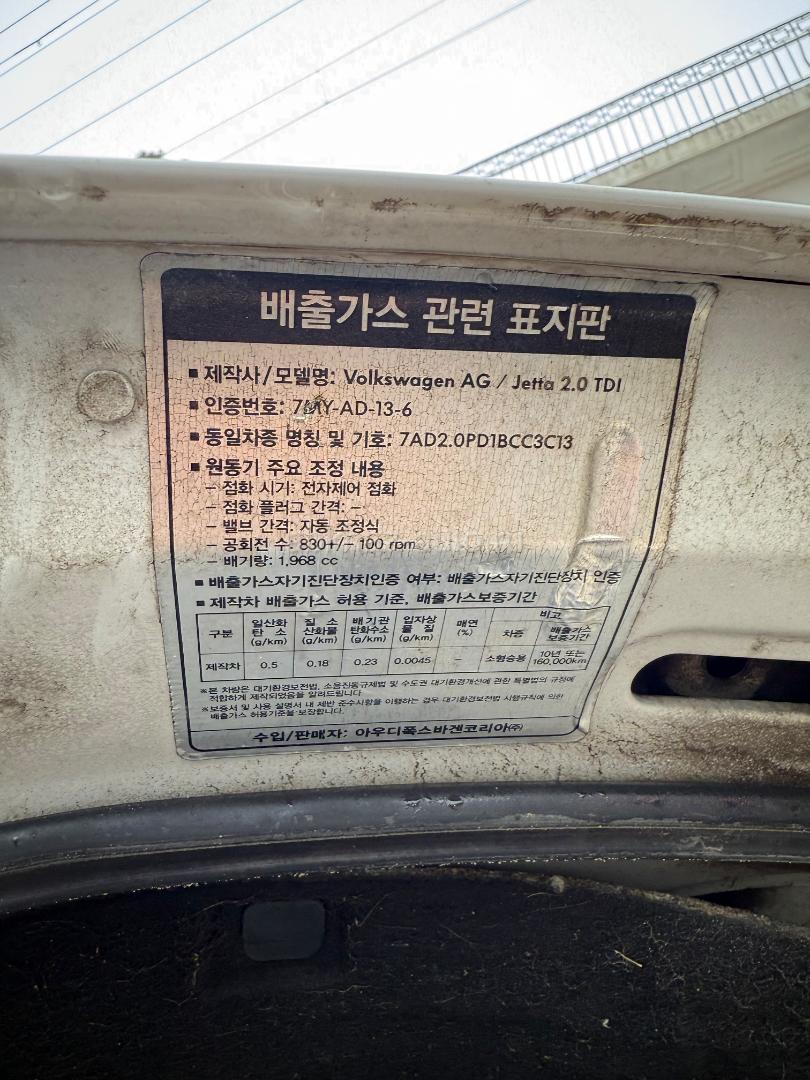 배출가스 관련 표지판
▪ 제작사/모델명: Volkswagen AG / Jetta 2.0 TDI
▪ 인증번호: 7MY-AD-13-6
▪ 동일차종 명칭 및 기호: 7AD2.0PD1BCC3C13
▪ 원동기 주요 조정 내용
– 점화 시기: 전자제어 점화
– 점화 플러그 간격: –
– 밸브 간격: 자동 조정식
– 공회전 수: 830+/– 100 rpm
– 배기량: 1,968 cc
▪ 배출가스자기진단장치인증 여부: 배출가스자기진단장치 인증
▪ 제작차 배출가스 허용 기준, 배출가스보증기간
구분 일산화탄소 (g/km) 질소산화물 (g/km) 배기관탄화수소 (g/km) 입자상물질 (g/km) 매연 (%) 비고
차종 배출가스 보증기간
제작차 0.5 0.18 0.23 0.0045 – 소형승용 10년 또는 160,000km
※본 차량은 대기환경보전법, 소음진동규제법 및 수도권 대기환경개선에 관한 특별법의 규정에
적합하게 제작되었음을 알려드립니다.
※보증서 및 사용 설명서 내 제반 준수사항을 이행하는 경우 대기환경보전법 시행규칙에 의한
배출가스 허용기준을 보장합니다.
수입/판매자: 아우디폭스바겐코리아㈜